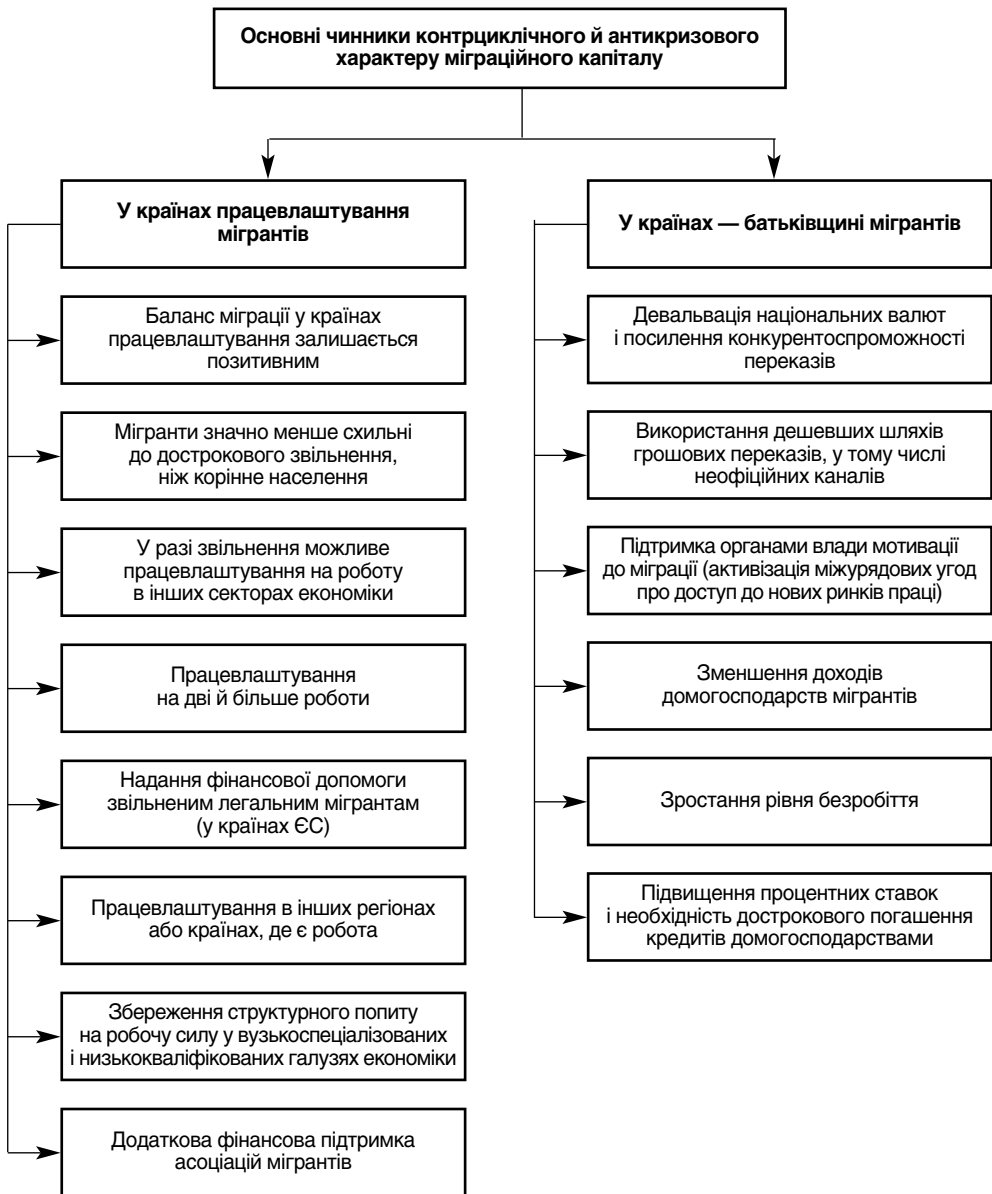 Основні чинники контрциклічного й антикризового
характеру міграційного капіталу
У країнах працевлаштування
мігрантів
Баланс міграції у країнах
працевлаштування залишається
позитивним
Мігранти значно менше схильні
до дострокового звільнення,
ніж корінне населення
У разі звільнення можливе
працевлаштування на роботу
в інших секторах економіки
Працевлаштування
на дві й більше роботи
Надання фінансової допомоги
звільненим легальним мігрантам
(у країнах ЄС)
Працевлаштування в інших регіонах
або країнах, де є робота
Збереження структурного попиту
на робочу силу у вузькоспеціалізованих
і низькокваліфікованих галузях економіки
Додаткова фінансова підтримка
асоціацій мігрантів
У країнах — батьківщині мігрантів
Девальвація національних валют
і посилення конкурентоспроможності
переказів
Використання дешевших шляхів
грошових переказів, у тому числі
неофіційних каналів
Підтримка органами влади мотивації
до міграції (активізація міжурядових угод
про доступ до нових ринків праці)
Зменшення доходів
домогосподарств мігрантів
Зростання рівня безробіття
Підвищення процентних ставок
і необхідність дострокового погашення
кредитів домогосподарствами